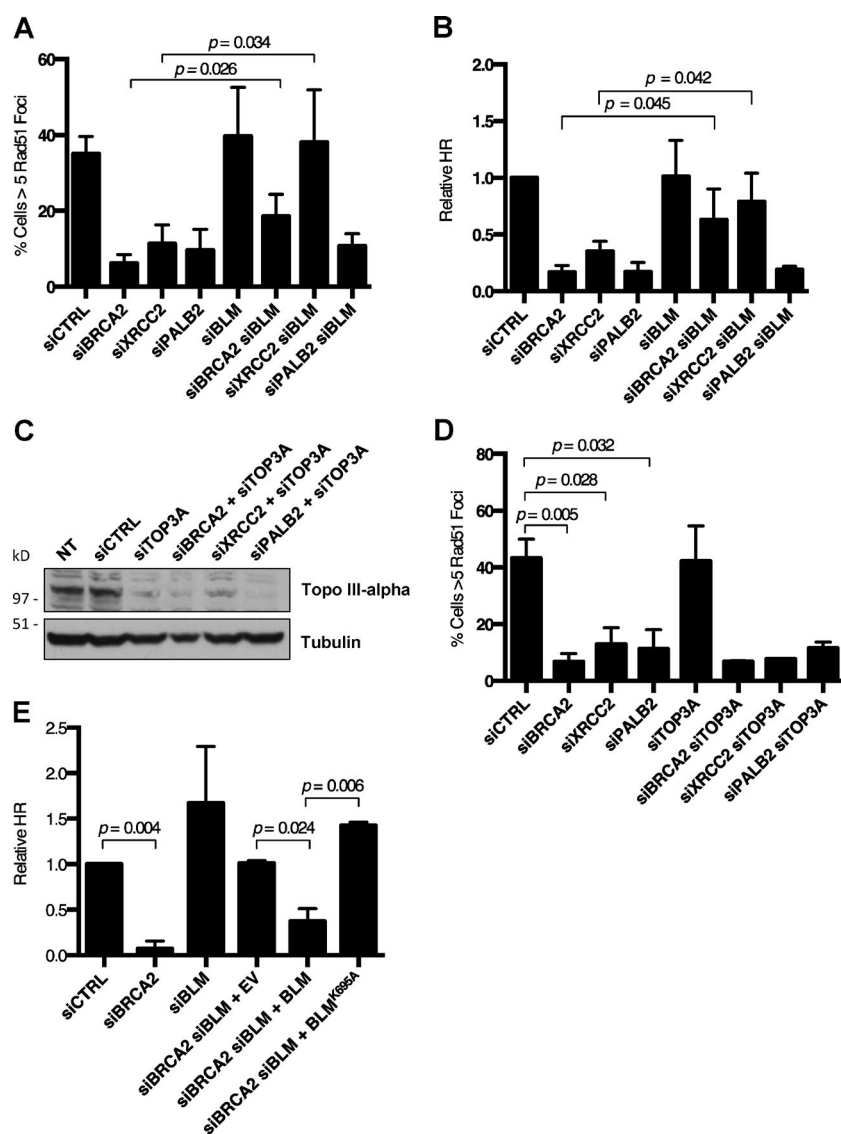 A
p = 0.034
p = 0.026
60
40
20
0
% Cells > 5 Rad51 Foci
siCTRL
siBRCA2
siXRCC2
siPALB2
siBLM
siBRCA2 siBLM
siXRCC2 siBLM
siPALB2 siBLM
B
p = 0.042
p = 0.045
2.0
1.5
1.0
0.5
0.0
Relative HR
siCTRL
siBRCA2
siXRCC2
siPALB2
siBLM
siBRCA2 siBLM
siXRCC2 siBLM
siPALB2 siBLM
C
kD
NT
siCTRL
siTOP3A
siBRCA2 + siTOP3A
siXRCC2 + siTOP3A
siPALB2 + siTOP3A
97 -
Topo III-alpha
51 -
Tubulin
D
p = 0.032
p = 0.028
p = 0.005
80
60
40
20
0
% Cells >5 Rad51 Foci
siCTRL
siBRCA2
siXRCC2
siPALB2
siTOP3A
siBRCA2 siTOP3A
siXRCC2 siTOP3A
siPALB2 siTOP3A
E
p = 0.004
p = 0.024
p = 0.006
2.5
2.0
1.5
1.0
0.5
0.0
Relative HR
siCTRL
siBRCA2
siBLM
siBRCA2 siBLM + EV
siBRCA2 siBLM + BLM
siBRCA2 siBLM + BLM^K695A